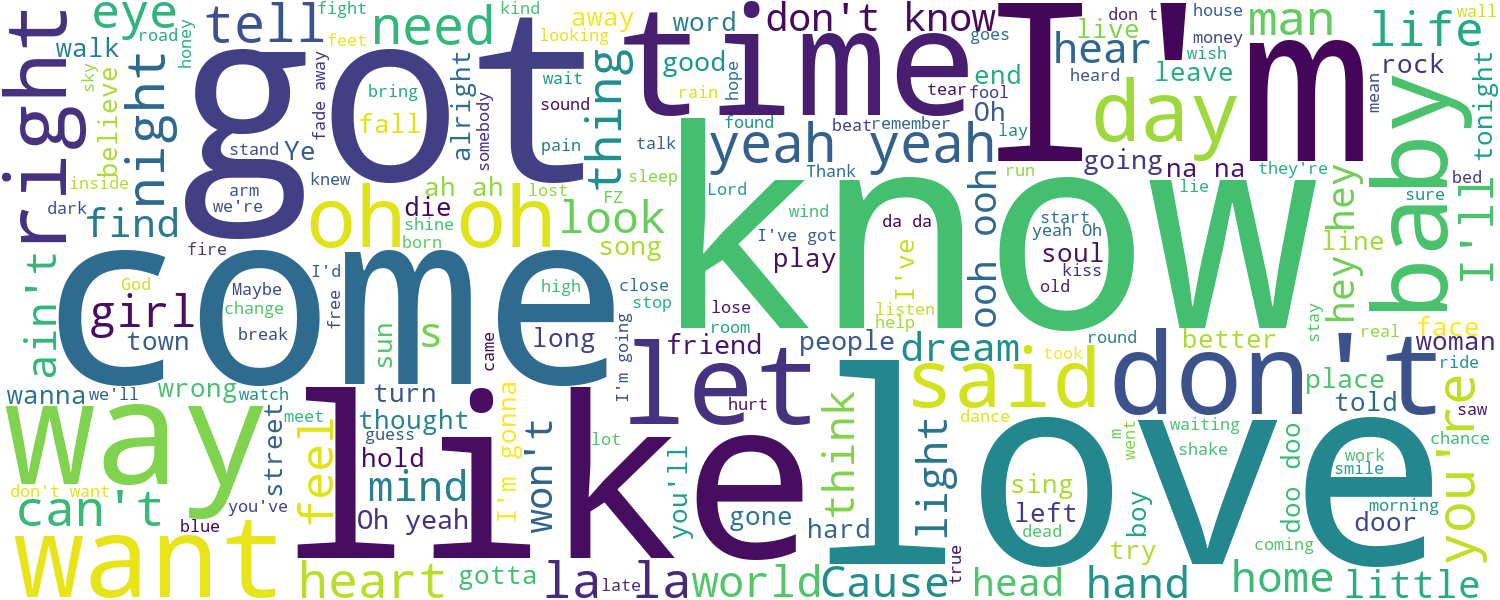 right
eye
road
honey
walk
sky
believe
night
inside
dark
find
tell
got
fight
feet
need
kind
looking
away
fade away
bring
fall
alright
somebody
wait
sound
pain
thing
stand
Ye
knew
arm
we're
oh oh
ah ah
die
shine
born
lost
fire
time
word
good
rain
hope
don't know
tear
fool
goes
I'm
Oh
end
hear
heard
live
don t
leave
day
house
money
wish
man
life
wall
rock
mean
baby
tonight
I'll
found
beat
remember
yeah yeah
talk
Thank
lay
going
na na
they're
run
lie
bed
sure
sleep
FZ
Lord
look
song
wind
da da
I've got
play
I've
ooh ooh
start
yeah Oh
soul
kiss
old
know
hey hey
line
ain't
girl
God
town
come
Maybe
change
break
I'd
free
sun
s
came
high
long
close
stop
lose
room
listen
help
I'm going
let
friend
people
dream
took
round
better
stay
real
face
woman
ride
wanna
we'll
wrong
watch
turn
thought
guess
meet
street
way
feel
hold
mind
like
I'm gonna
won't
lot
hurt
you'll
think
light
said
dance
don't
place
told
saw
love
m
went
waiting
shake
doo doo
work
smile
chance
you're
don't want
can't
blue
you've
Oh yeah
gone
hard
sing
left
dead
boy
try
coming
morning
door
want
heart
gotta
la la
late
world
Cause
true
head
hand
home
little